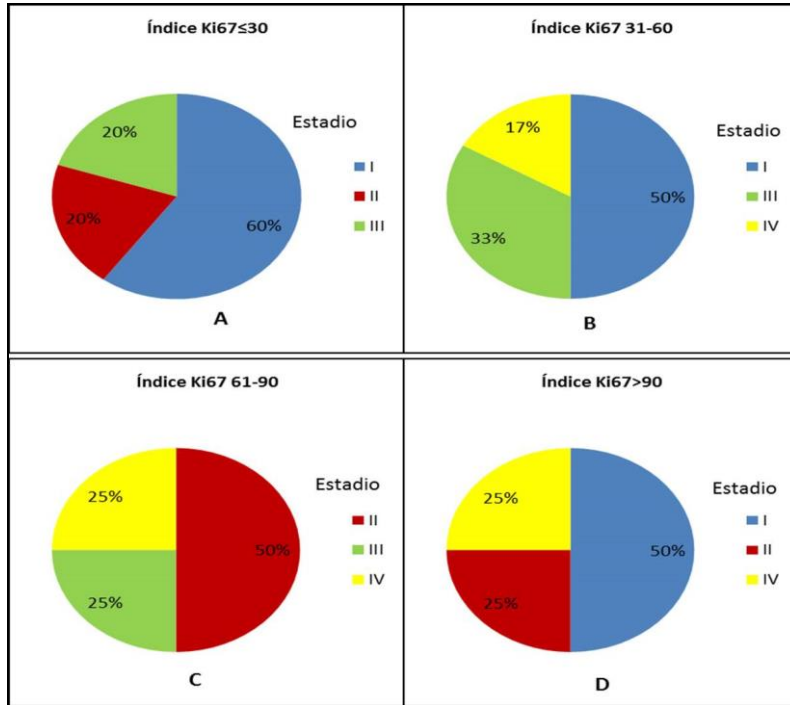 Índice Ki67≤30
Estadio
I
II
III
20%
20%
60%
A
Índice Ki67 31-60
Estadio
I
III
IV
17%
50%
33%
B
Índice Ki67 61-90
Estadio
II
III
IV
25%
50%
25%
C
Índice Ki67>90
Estadio
I
II
IV
25%
50%
25%
D